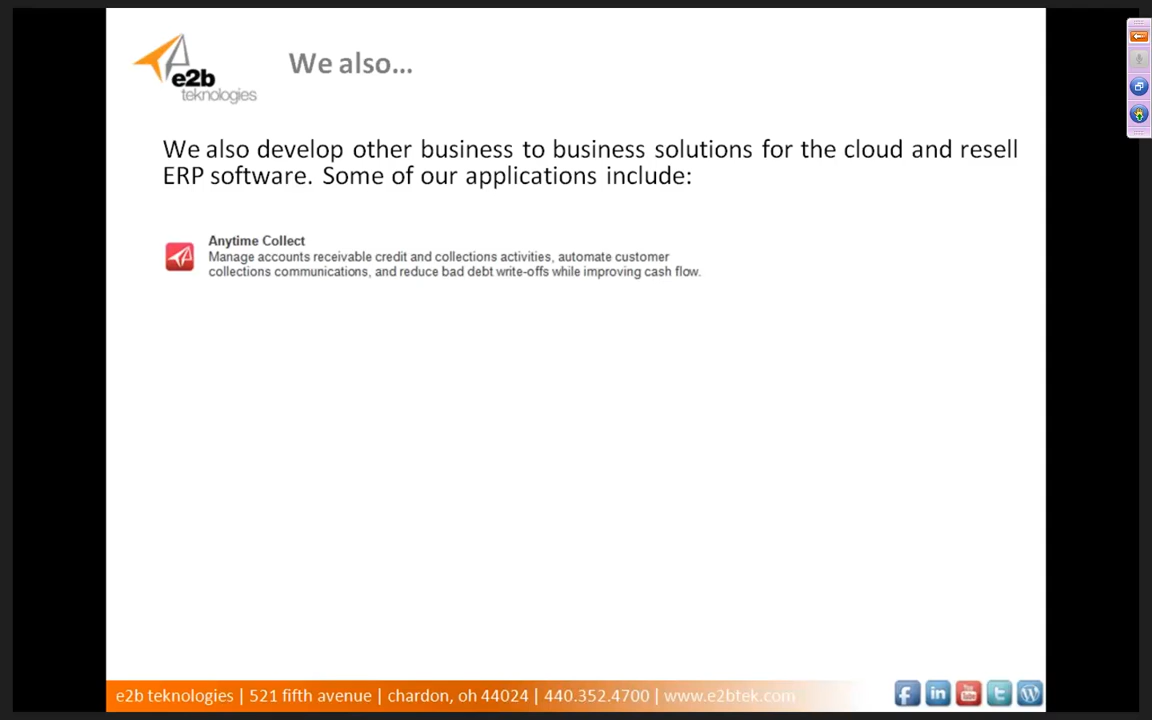 e2b
teknologies
We also...
We also develop other business to business solutions for the cloud and resell
ERP software. Some of our applications include:
Anytime Collect
Manage accounts receivable credit and collections activities, automate customer
collections communications, and reduce bad debt write-offs while improving cash flow.
e2b teknologies | 521 fifth avenue | chardon, oh 44024 | 440.352.4700 | www.e2btek.com